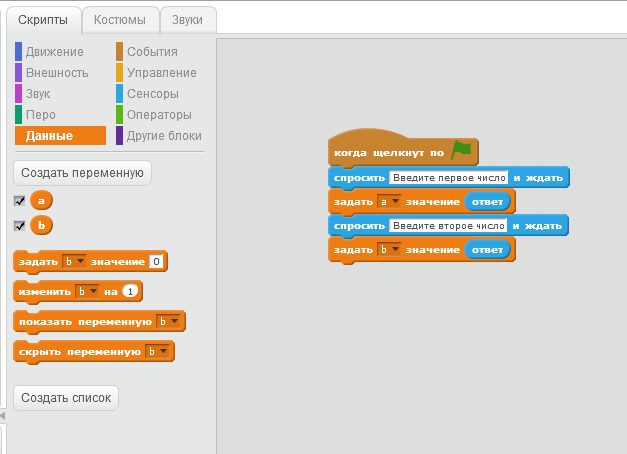 Скрипты Костюмы Звуки
Движение События
Внешность Управление
Звук Сенсоры
Перо Операторы
Данные Другие блоки
Создать переменную
a
b
задать b значение 0
изменить b на 1
показать переменную b
скрыть переменную b
Создать список
когда щелкнут по
спросить Введите первое число и ждать
задать a значение ответ
спросить Введите второе число и ждать
задать b значение ответ